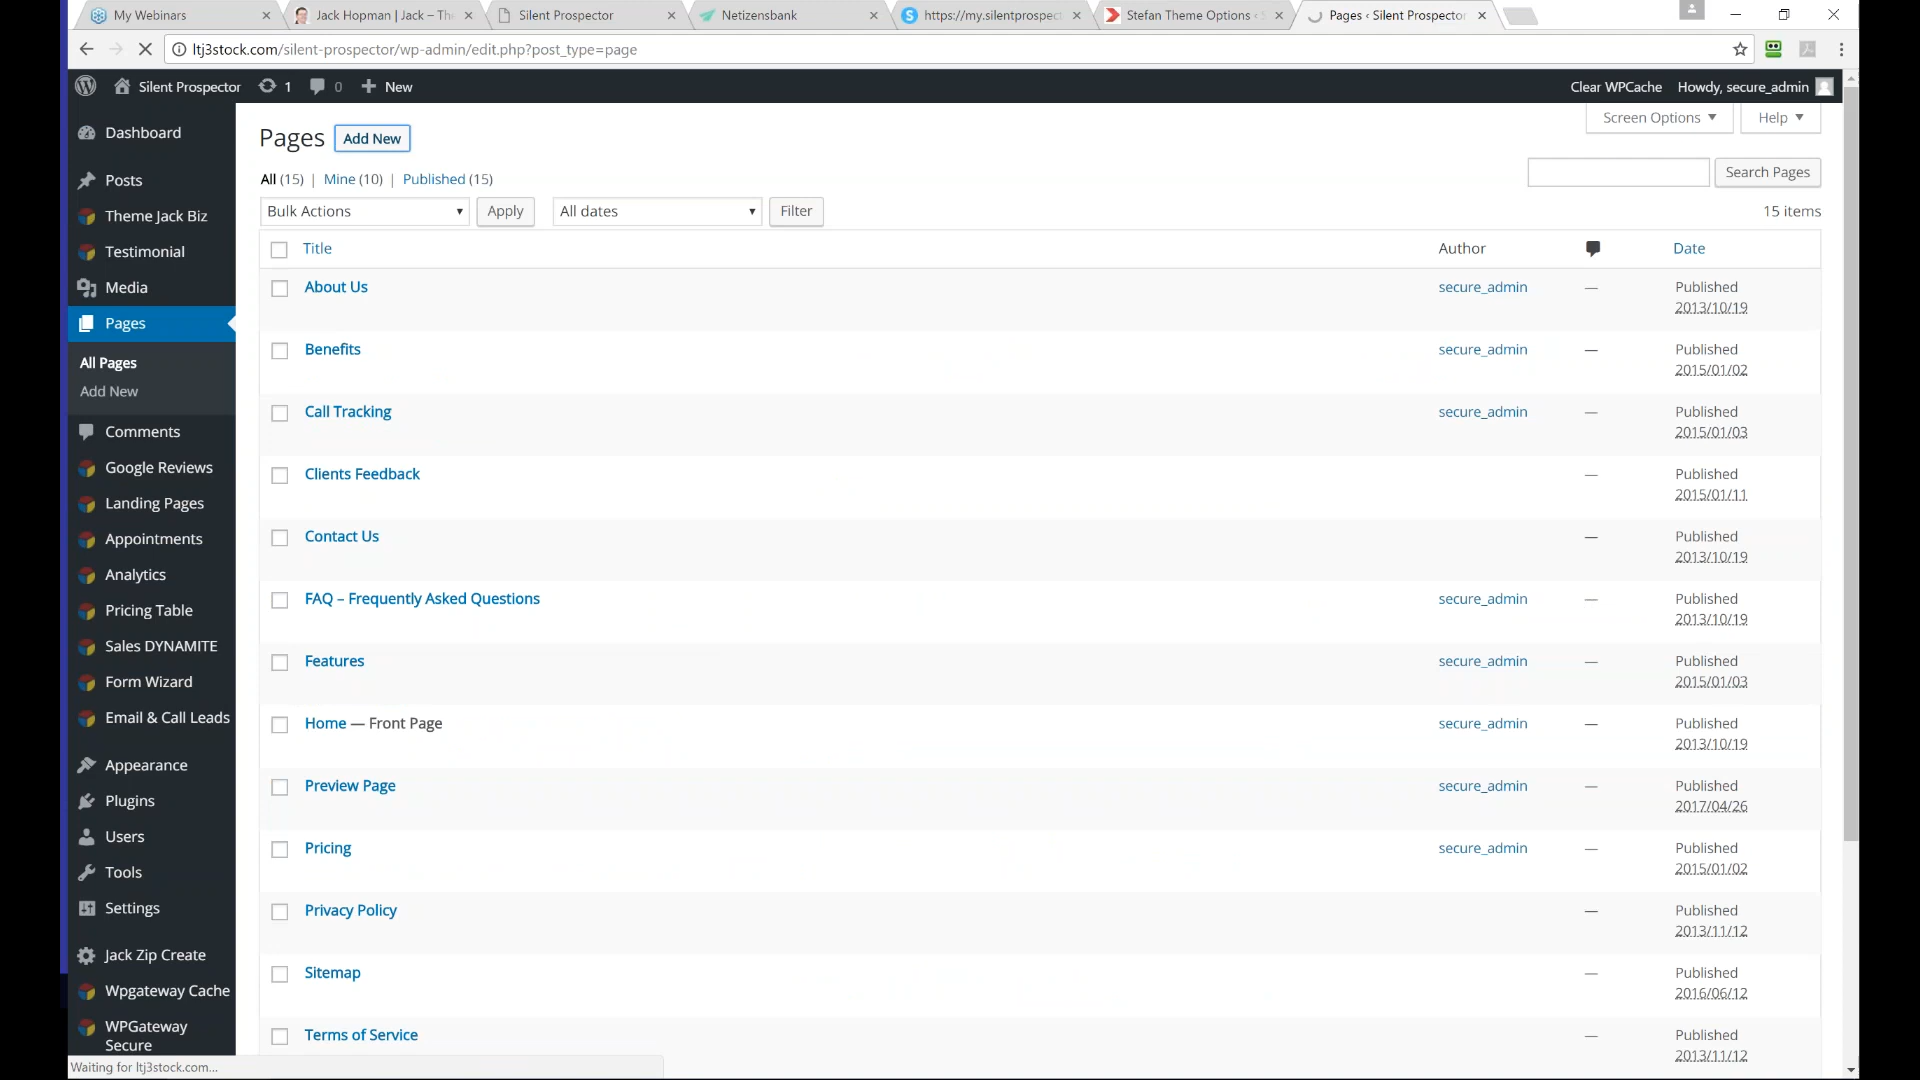 My Webinars
Jack Hopman | Jack – The
Silent Prospector
Netizensbank
https://my.silentprospect
Stefan Theme Options ‹ S
Pages ‹ Silent Prospector
ltj3stock.com/silent-prospector/wp-admin/edit.php?post_type=page
Silent Prospector
1
0
New
Clear WPCache
Howdy, secure_admin
Dashboard
Posts
Theme Jack Biz
Testimonial
Media
Pages
All Pages
Add New
Comments
Google Reviews
Landing Pages
Appointments
Analytics
Pricing Table
Sales DYNAMITE
Form Wizard
Email & Call Leads
Appearance
Plugins
Users
Tools
Settings
Jack Zip Create
Wpgateway Cache
WPGateway
Secure
Screen Options
Help
Pages
Add New
All (15) | Mine (10) | Published (15)
Search Pages
Bulk Actions
Apply
All dates
Filter
15 items
Title Author Date
About Us secure_admin — Published
2013/10/19
Benefits secure_admin — Published
2015/01/02
Call Tracking secure_admin — Published
2015/01/03
Clients Feedback — Published
2015/01/11
Contact Us — Published
2013/10/19
FAQ – Frequently Asked Questions secure_admin — Published
2013/10/19
Features secure_admin — Published
2015/01/03
Home — Front Page secure_admin — Published
2013/10/19
Preview Page secure_admin — Published
2017/04/26
Pricing secure_admin — Published
2015/01/02
Privacy Policy — Published
2013/11/12
Sitemap — Published
2016/06/12
Terms of Service — Published
2013/11/12
Waiting for ltj3stock.com...